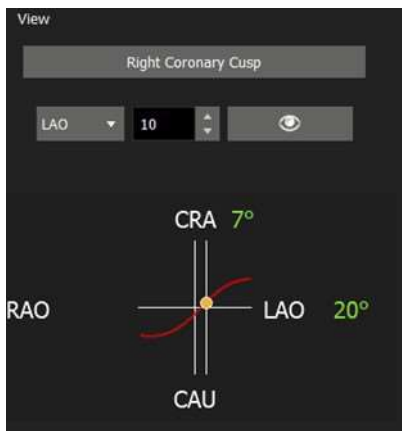 View
Right Coronary Cusp
LAO 10
CRA 7°
RAO LAO 20°
CAU